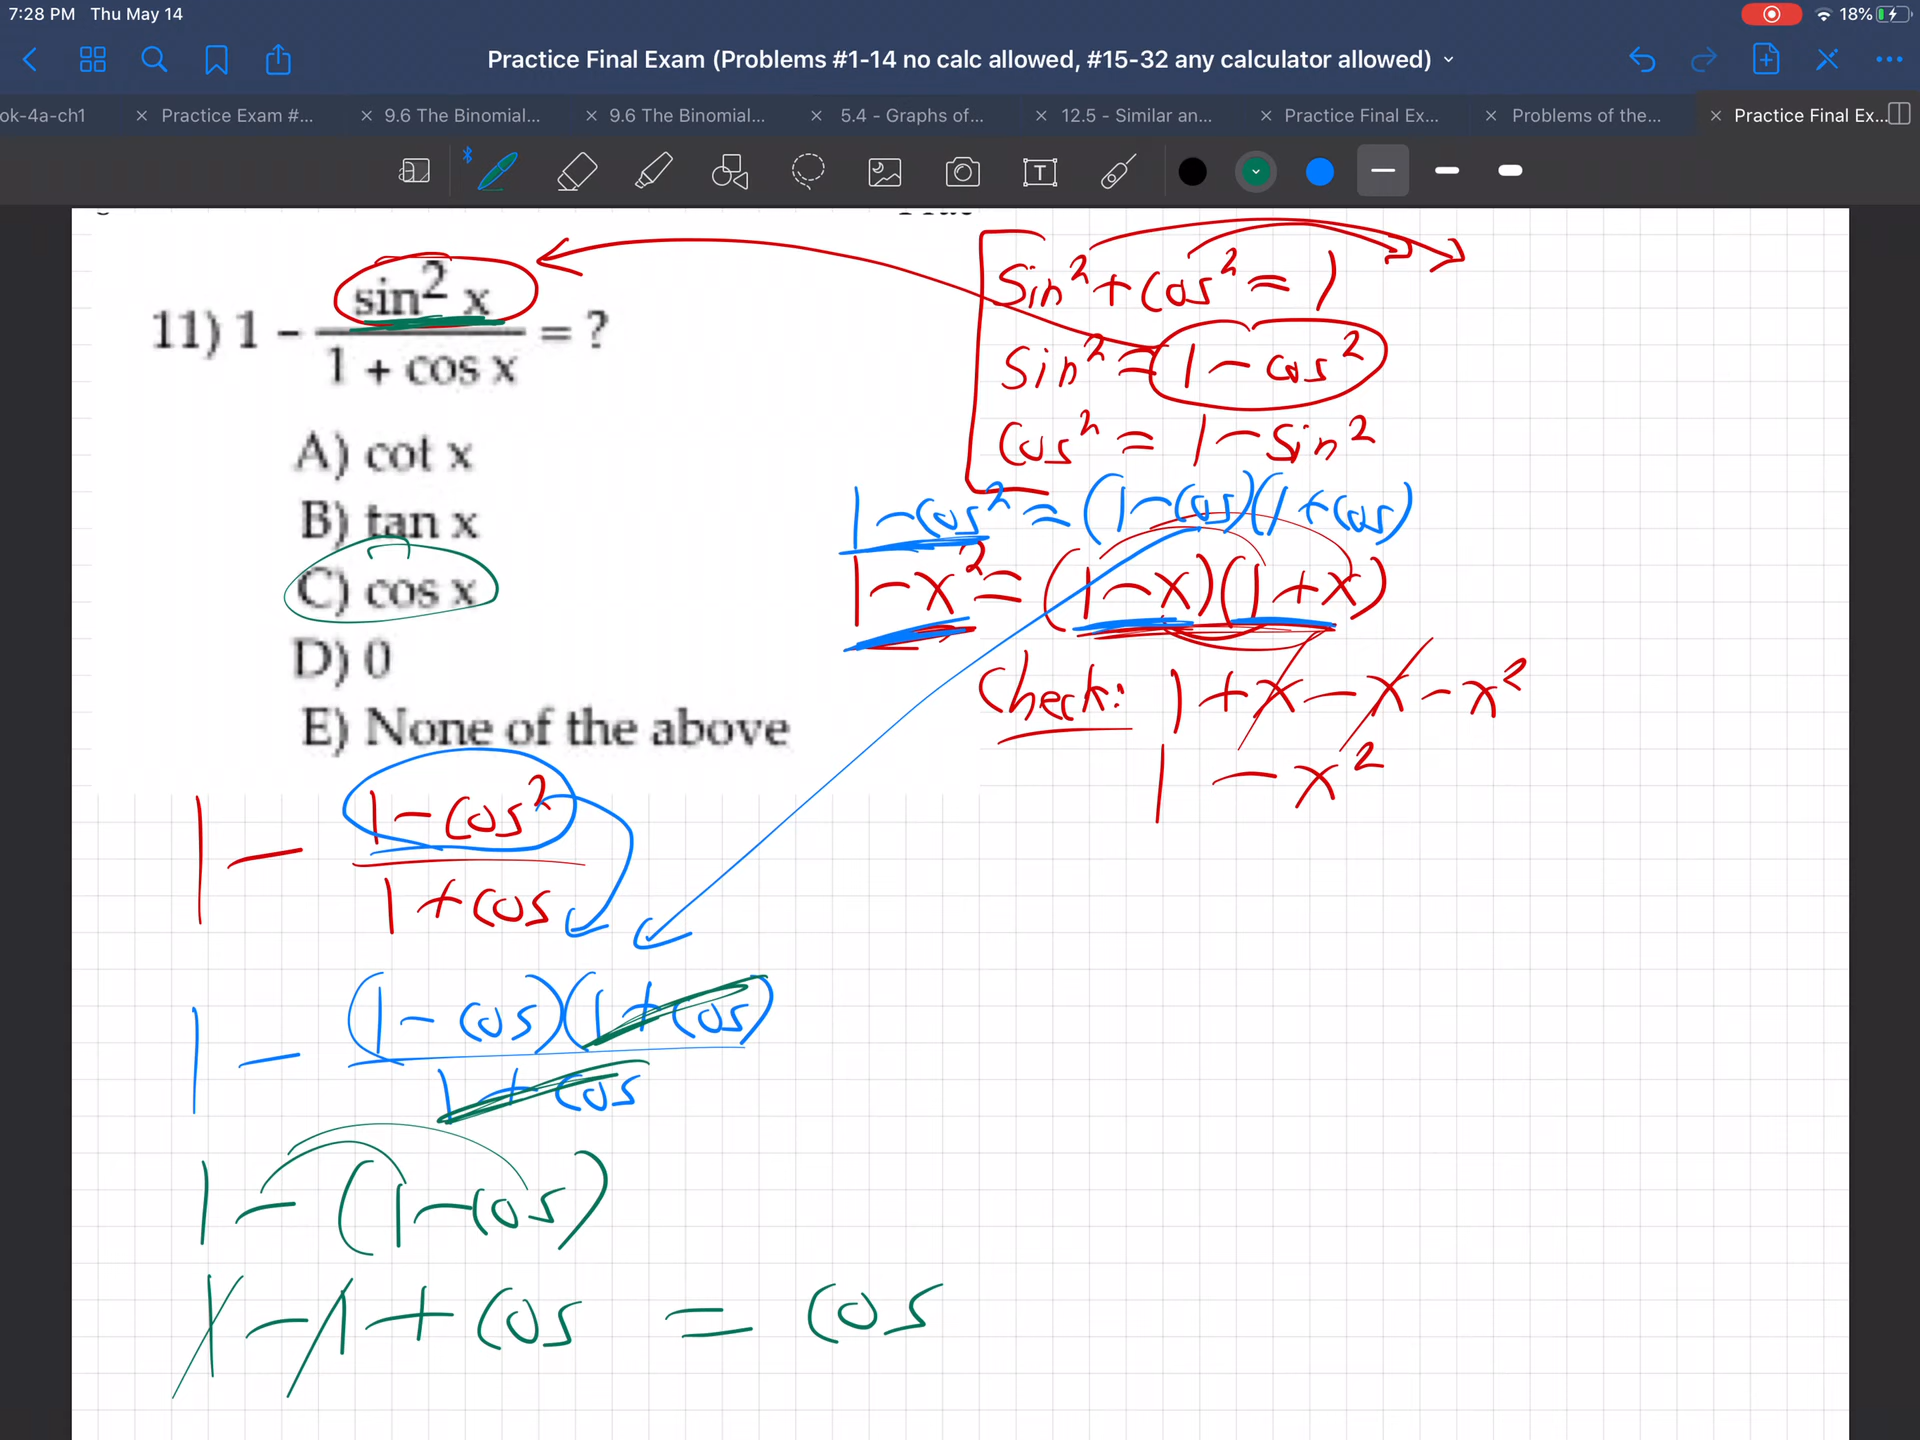 7:28 PM Thu May 14
18%
Practice Final Exam (Problems #1-14 no calc allowed, #15-32 any calculator allowed)
ok-4a-ch1
Practice Exam #...
9.6 The Binomial...
9.6 The Binomial...
5.4 - Graphs of...
12.5 - Similar an...
Practice Final Ex...
Problems of the...
Practice Final Ex...
T
11) 1 - sin² x / 1 + cos x = ?
A) cot x
B) tan x
C) cos x
D) 0
E) None of the above
Sin² + cos² = 1
Sin² = 1 - cos²
Cos² = 1 - Sin²
1 - cos² = (1 - cos)(1 + cos)
1 - x² = (1 - x)(1 + x)
Check: 1 + x - x - x²
1 - x²
1 - 1 - cos² / 1 + cos
1 - (1 - cos)(1 + cos) / 1 + cos
1 - (1 - cos)
1 - 1 + cos = cos